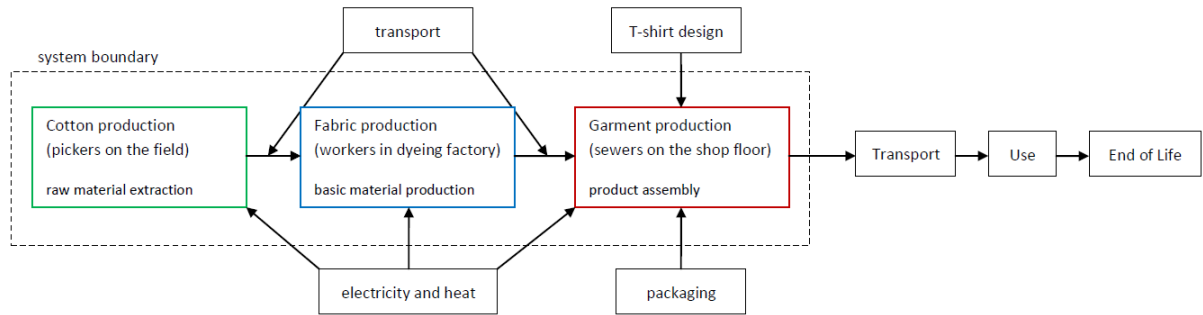 transport
T-shirt design
system boundary
Cotton production
(pickers on the field)
raw material extraction
Fabric production
(workers in dyeing factory)
basic material production
Garment production
(sewers on the shop floor)
product assembly
Transport
Use
End of Life
electricity and heat
packaging